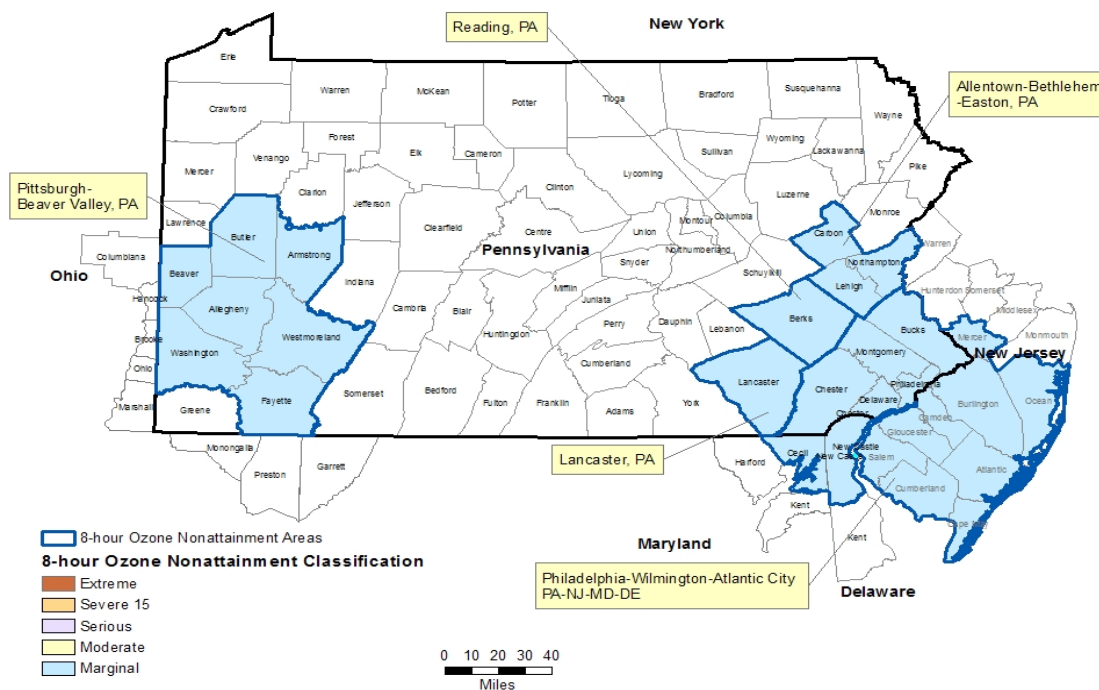 New York
Reading, PA
Erie
Warren
McKean
Potter
Tioga
Bradford
Susquehanna
Allentown-Bethlehem
-Easton, PA
Crawford
Wayne
Forest
Wyoming
Lackawanna
Elk
Cameron
Sullivan
Venango
Mercer
Pike
Lycoming
Clinton
Pittsburgh-
Beaver Valley, PA
Clarion
Luzerne
Jefferson
Monroe
Lawrence
Columbia
Montour
Clearfield
Centre
Union
Butler
Carbon
Pennsylvania
Northumberland
Warren
Armstrong
Columbiana
Snyder
Northampton
Ohio
Beaver
Schuylkill
Indiana
Lehigh
Mifflin
Hunterdon
Somerset
Hancock
Juniata
Allegheny
Cambria
Blair
Middlesex
Berks
Perry
Dauphin
Lebanon
Bucks
Brooke
Westmoreland
Huntingdon
Mercer
Monmouth
Washington
Montgomery
New Jersey
Cumberland
Ohio
Lancaster
Philadelphia
Somerset
Bedford
Chester
Delaware
Fayette
Fulton
Franklin
Adams
York
Burlington
Ocean
Marshall
Greene
Chester
Camden
Gloucester
Monongalia
New Castle
New Castle
Cecil
Salem
Lancaster, PA
Harford
Garrett
Preston
Atlantic
Cumberland
Kent
Cape May
Kent
8-hour Ozone Nonattainment Areas
Maryland
8-hour Ozone Nonattainment Classification
Extreme
Severe 15
Serious
Moderate
Marginal
Philadelphia-Wilmington-Atlantic City
PA-NJ-MD-DE
Delaware
0 10 20 30 40
Miles